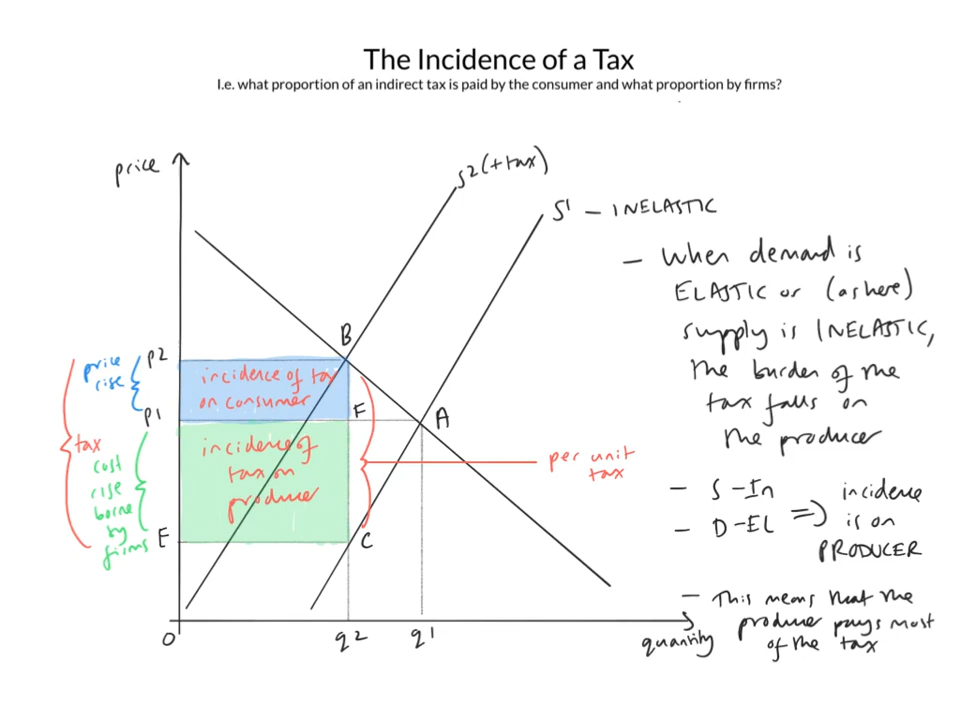 The Incidence of a Tax
I.e. what proportion of an indirect tax is paid by the consumer and what proportion by firms?
price
S2(+tax)
S1 – INELASTIC
– When demand is
ELASTIC or (as here)
supply is INELASTIC,
the burden of the
tax falls on
the producer
– S -In
– D -EL
=>
incidence
is on
PRODUCER
– This means that the
produce pays most
of the tax
B
P2
price
rise
incidence of tax
on consumer
P1
F
A
tax
cost
rise
borne
by
firms
incidence of
tax on
producer
per unit
tax
E
C
0
q2
q1
quantity